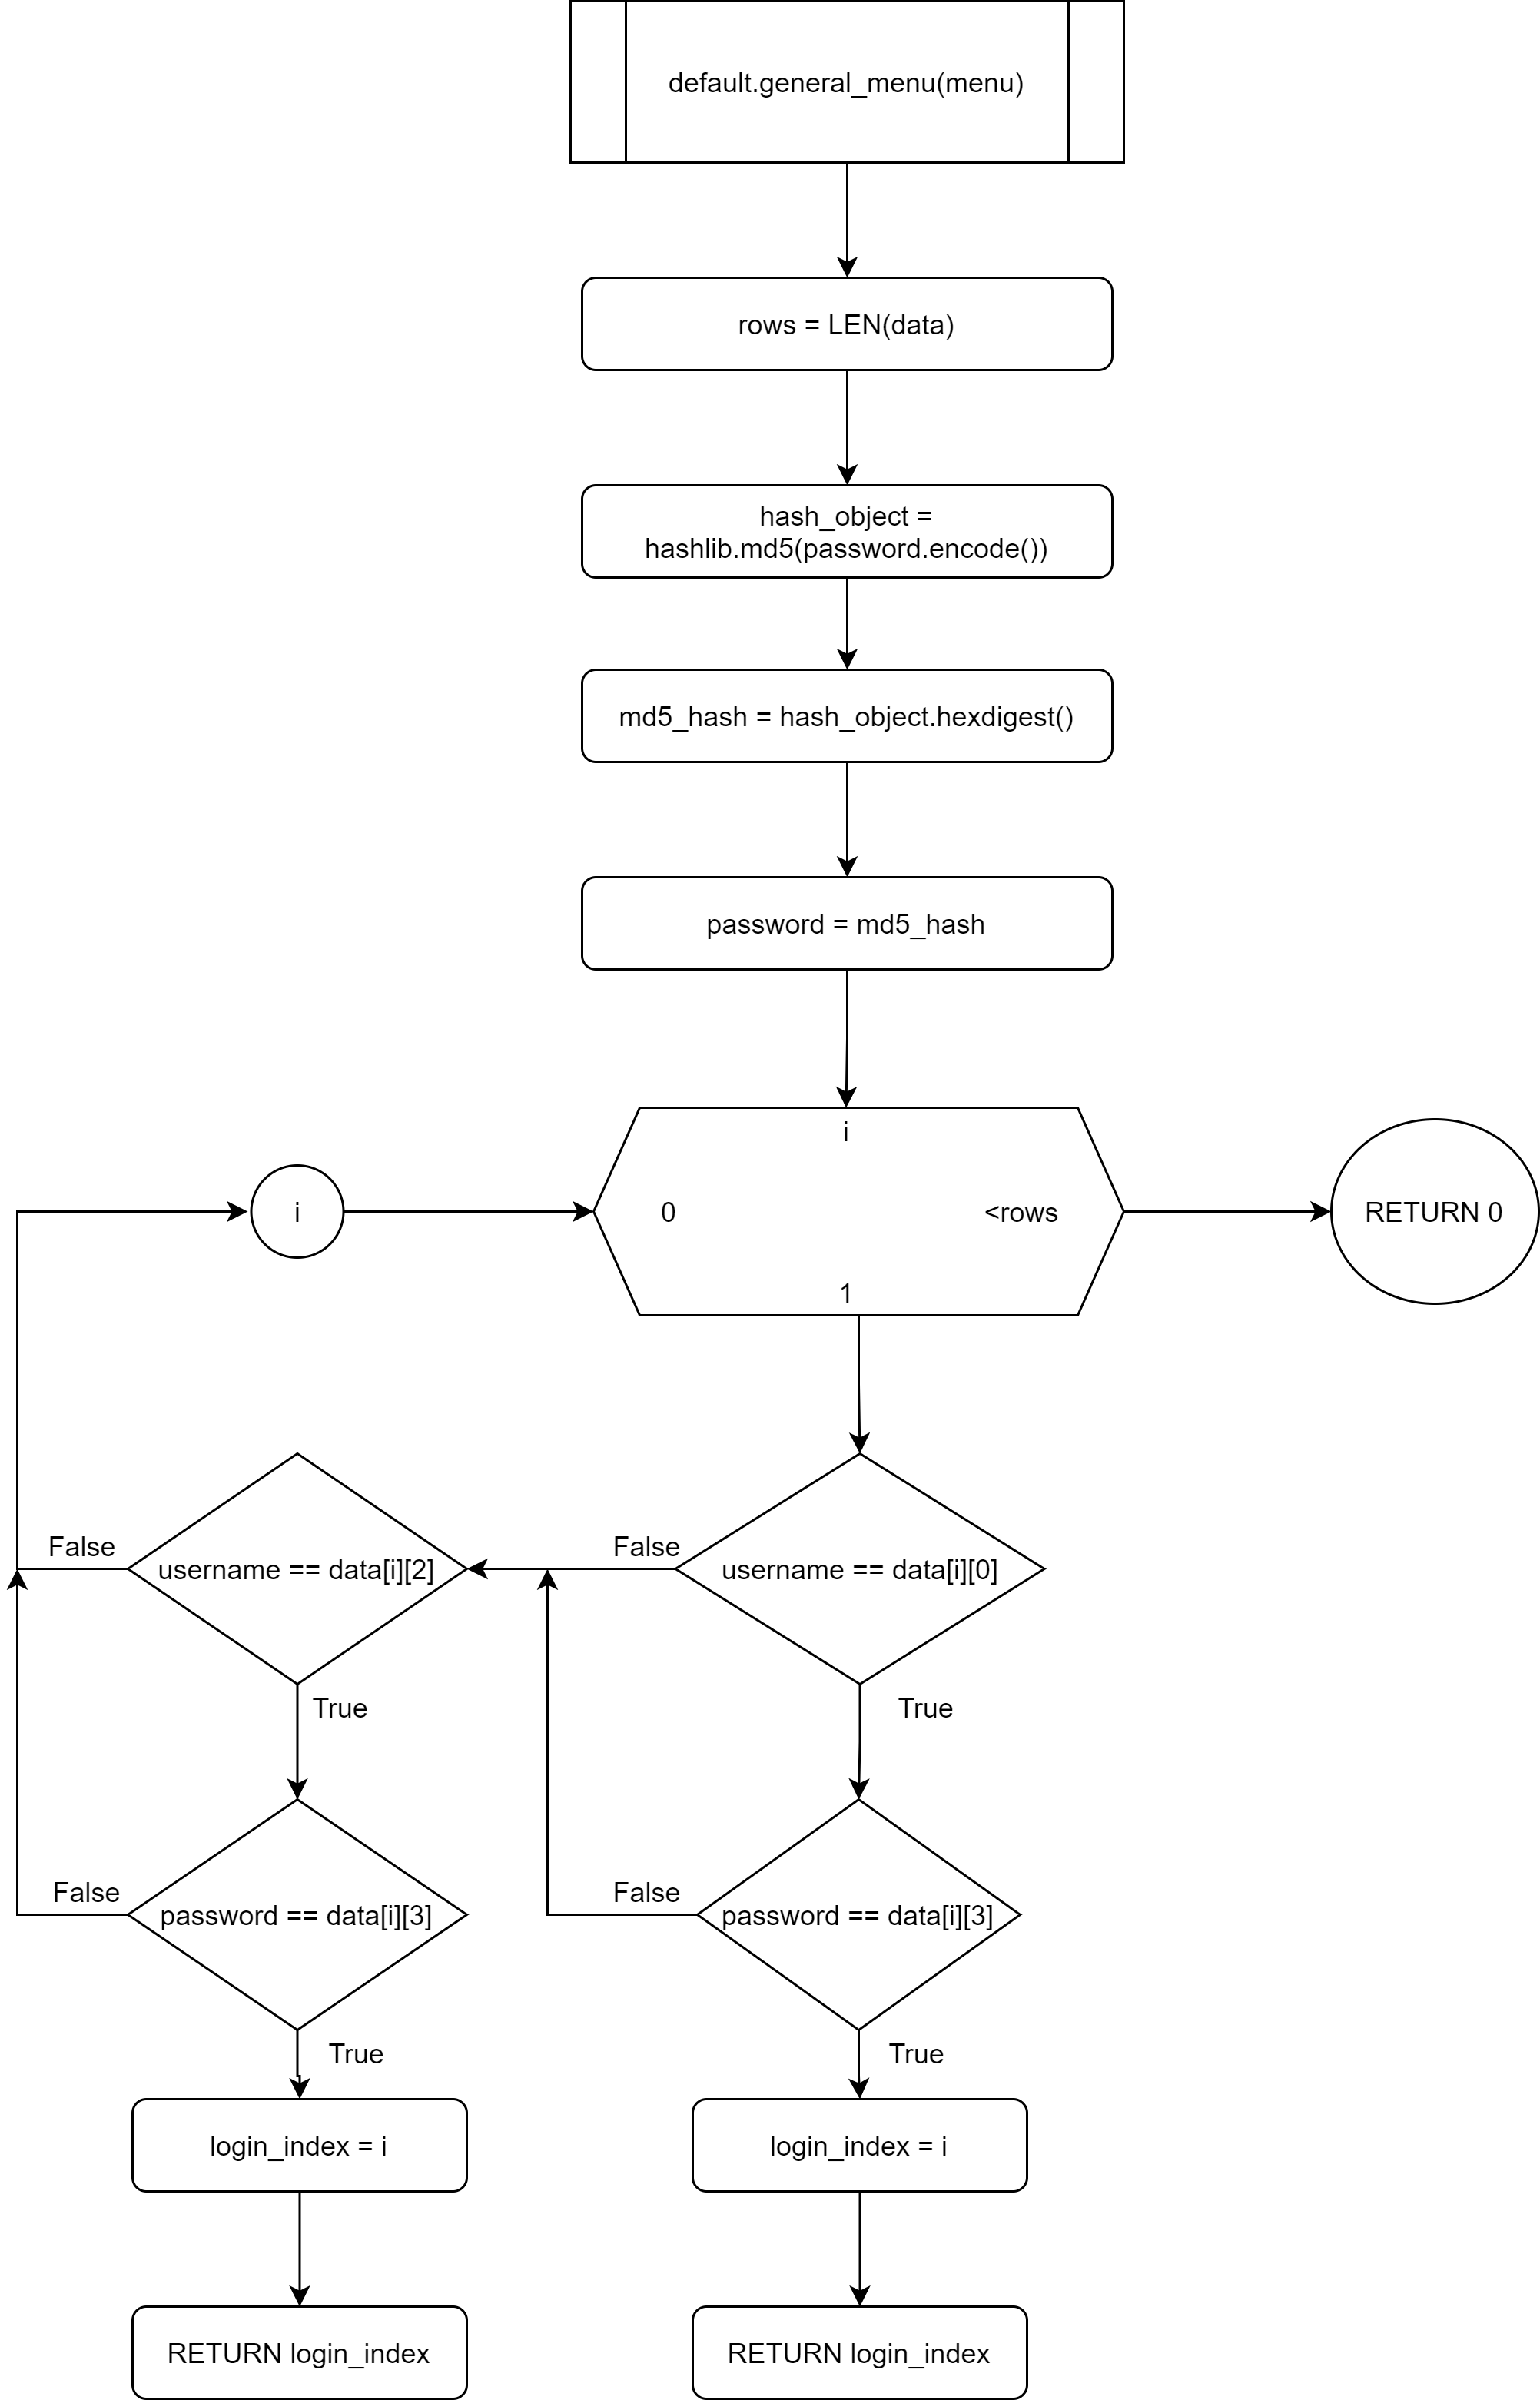 default.general_menu(menu)
rows = LEN(data)
hash_object =
hashlib.md5(password.encode())
md5_hash = hash_object.hexdigest()
password = md5_hash
i
i
0
<rows
RETURN 0
1
False
False
username == data[i][2]
username == data[i][0]
True
True
False
False
password == data[i][3]
password == data[i][3]
True
True
login_index = i
login_index = i
RETURN login_index
RETURN login_index